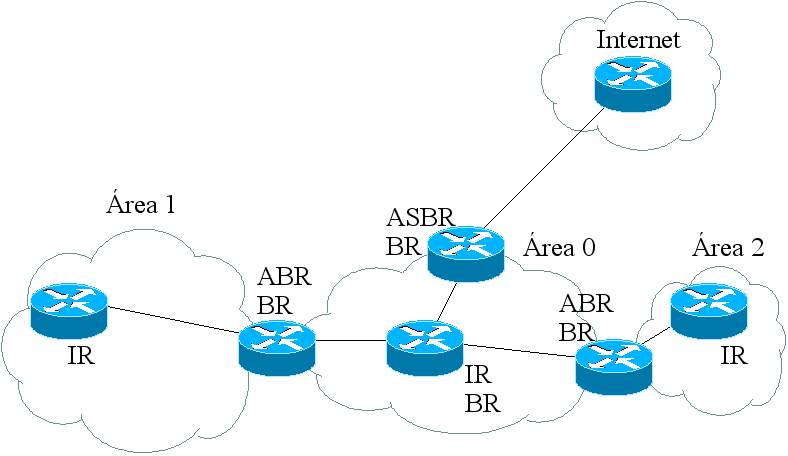 Internet
Área 1
ASBR
BR
Área 0
Área 2
ABR
BR
ABR
BR
IR
IR
BR
IR